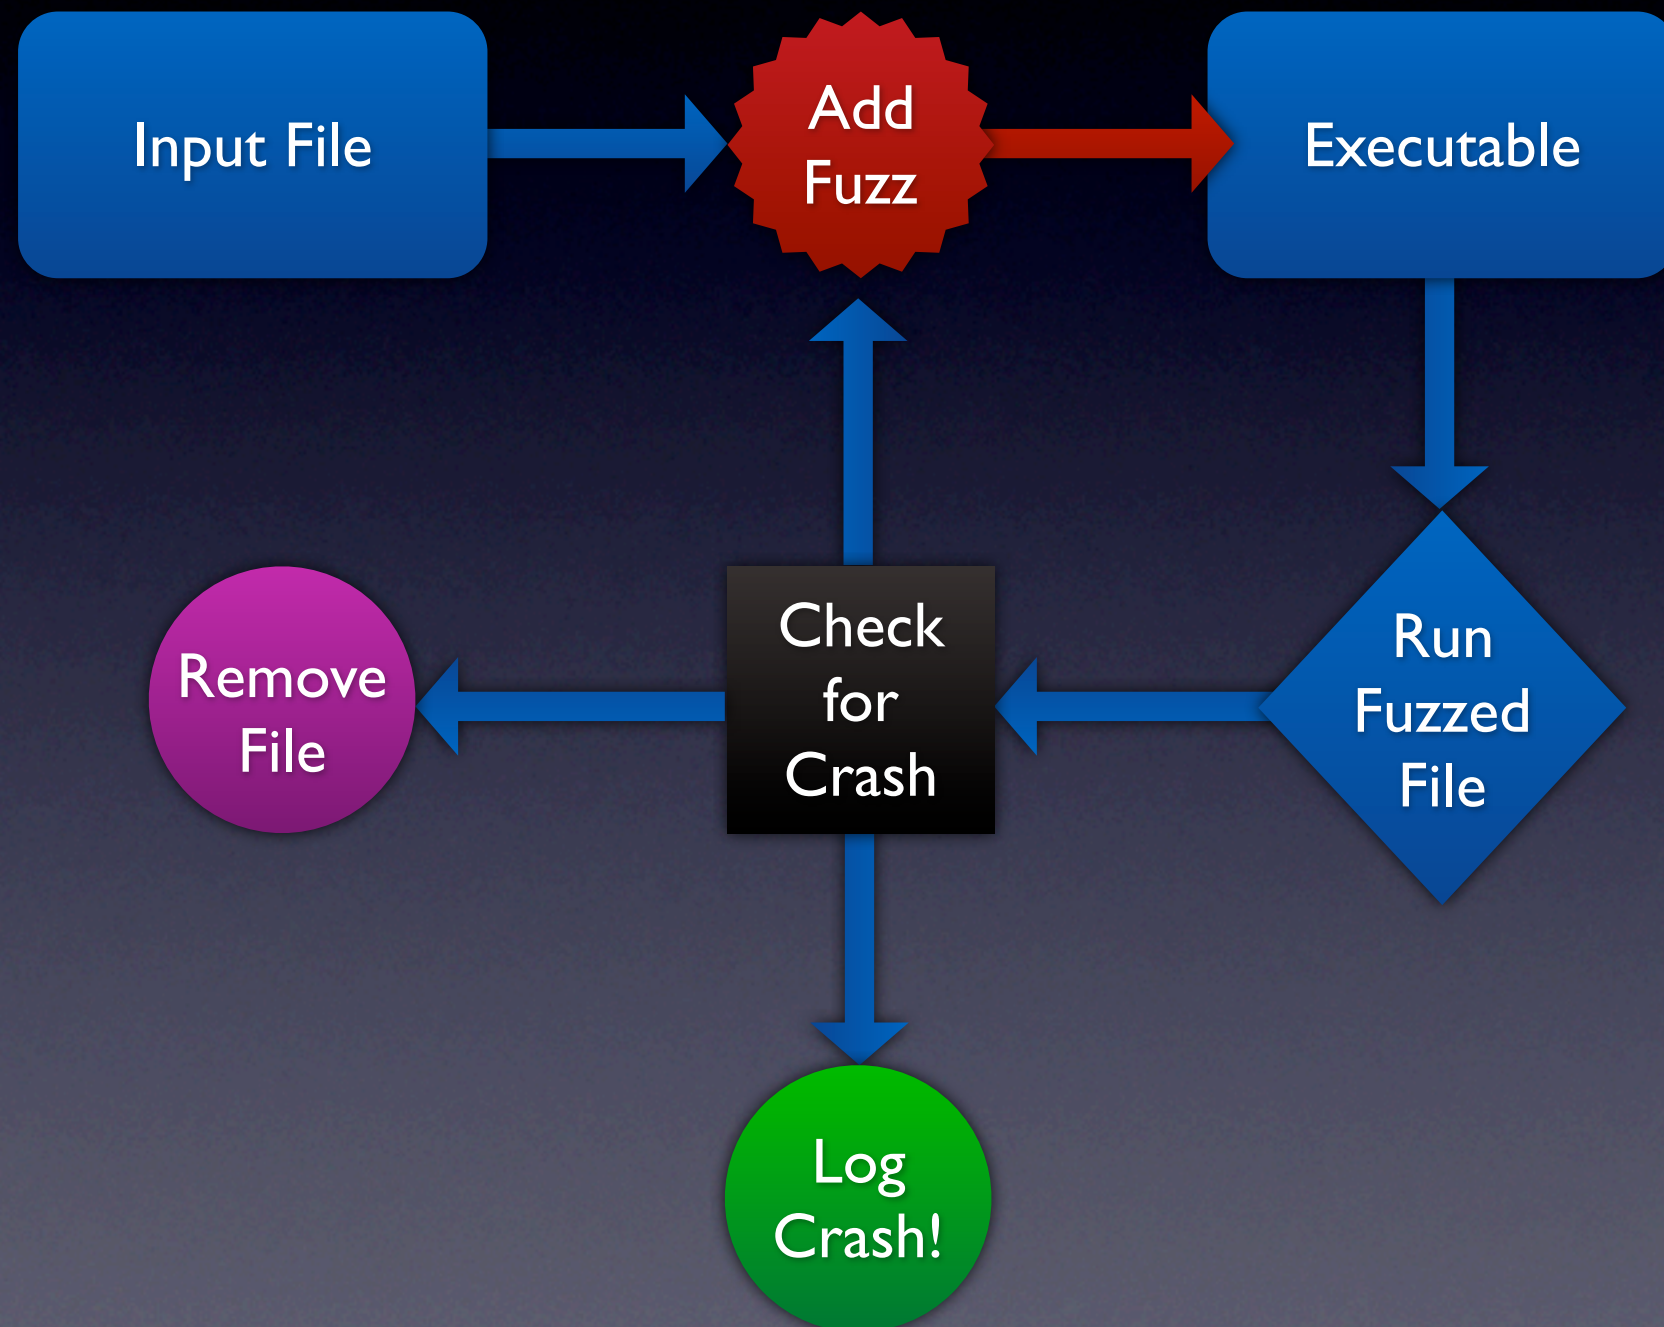 Input File
Add
Fuzz
Executable
Remove
File
Check
for
Crash
Run
Fuzzed
File
Log
Crash!